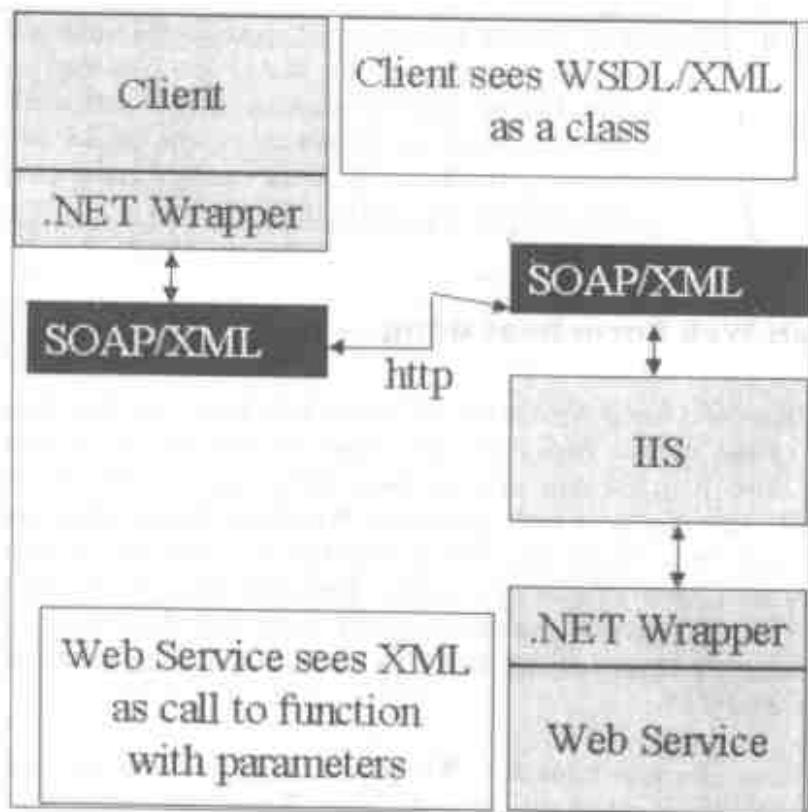 Client
Client sees WSDL/XML
as a class
.NET Wrapper
SOAP/XML
SOAP/XML
http
IIS
.NET Wrapper
Web Service sees XML
as call to function
with parameters
Web Service